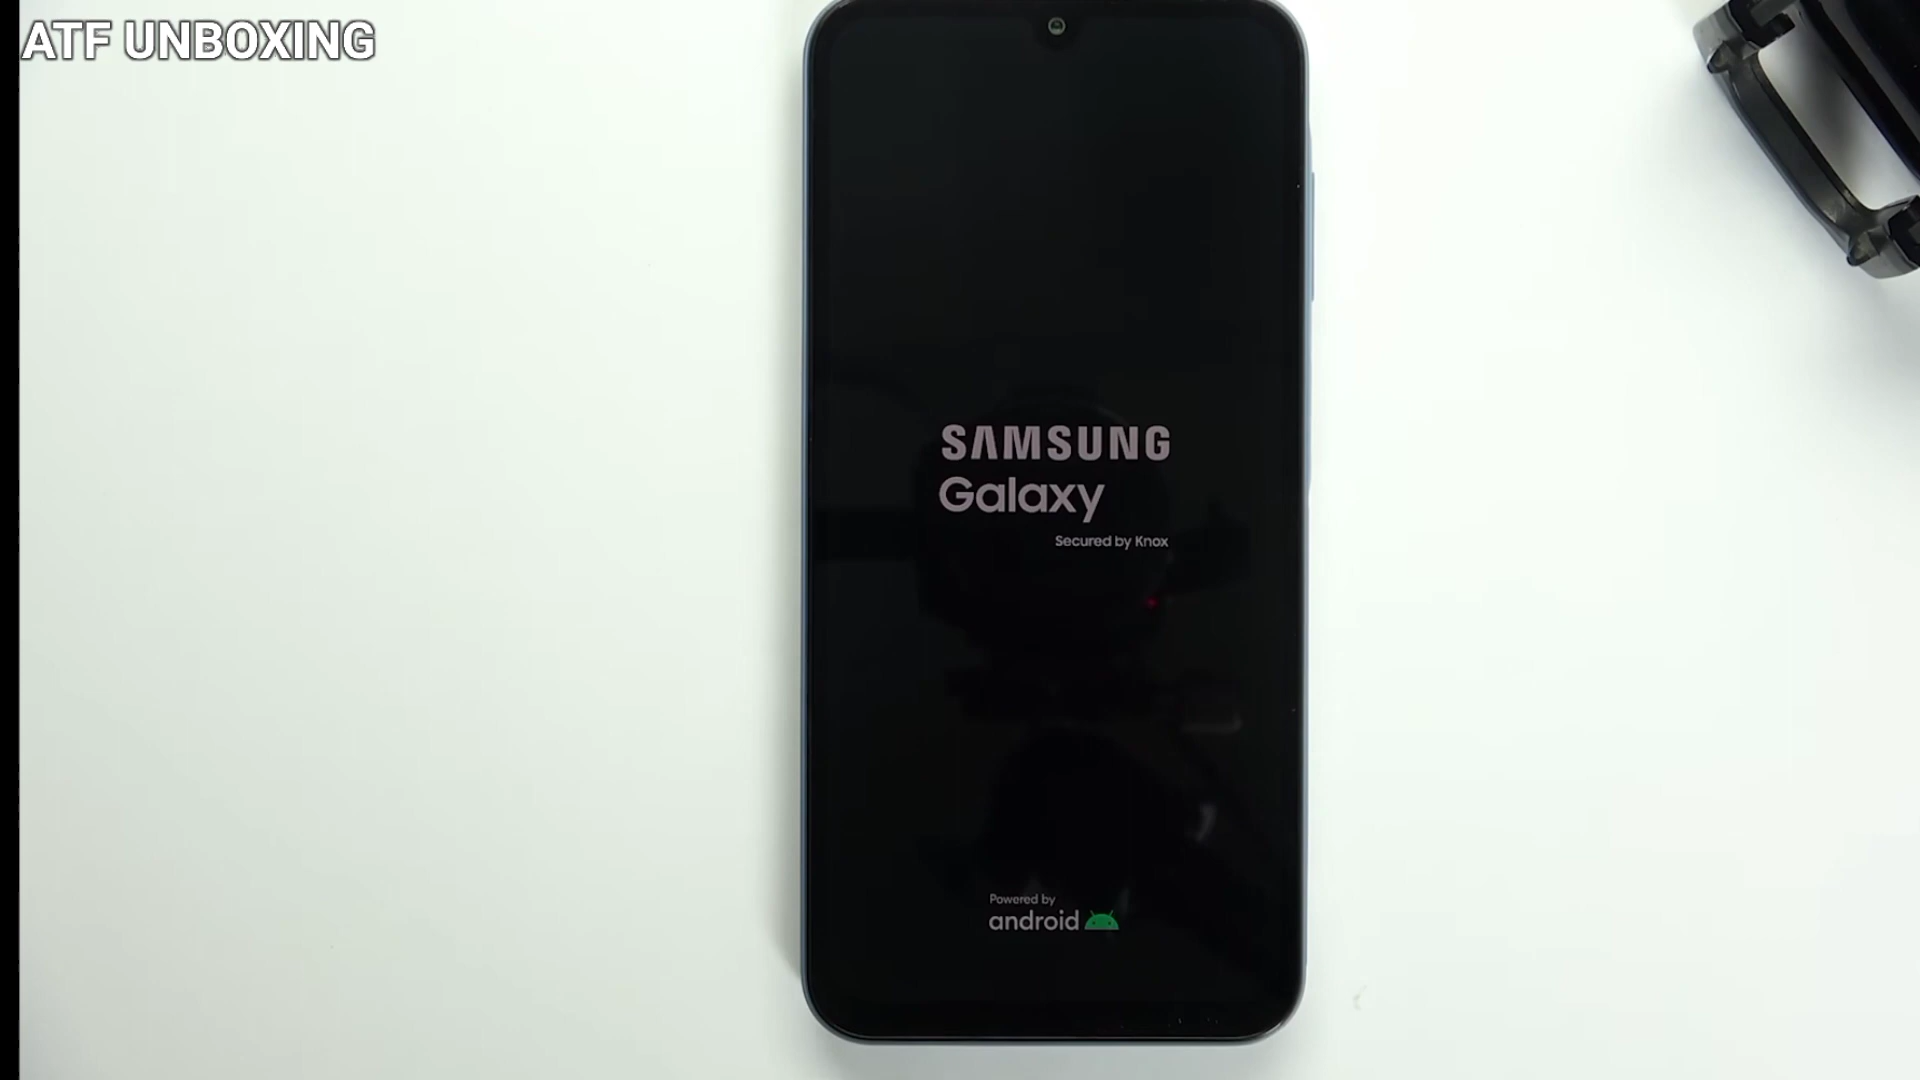 ATF UNBOXING
SAMSUNG
Galaxy
Secured by Knox
Powered by
android